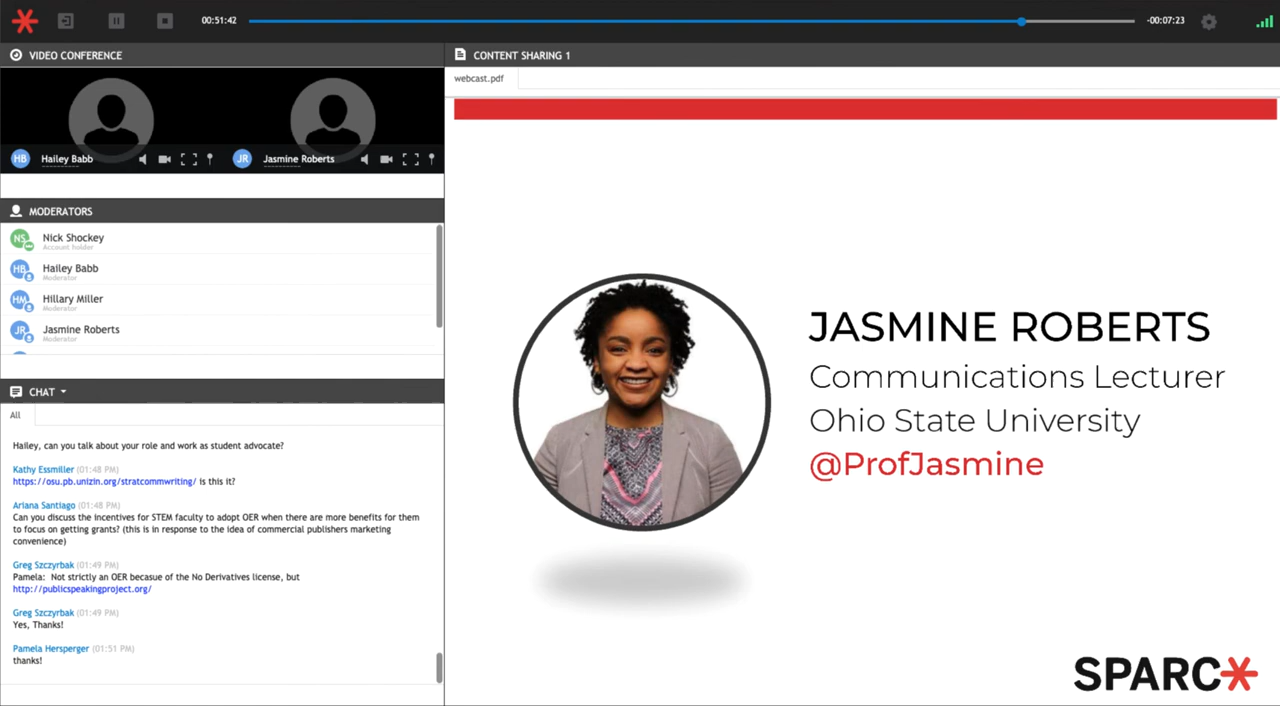 00:51:42
-00:07:23
VIDEO CONFERENCE
HB Hailey Babb
JR Jasmine Roberts
MODERATORS
NS Nick Shockey
Account holder
HB Hailey Babb
Moderator
HM Hillary Miller
Moderator
JR Jasmine Roberts
Moderator
CHAT
All
Hailey, can you talk about your role and work as student advocate?
Kathy Essmiller (01:48 PM)
https://osu.pb.unizin.org/stratcommwriting/ is this it?
Ariana Santiago (01:48 PM)
Can you discuss the incentives for STEM faculty to adopt OER when there are more benefits for them
to focus on getting grants? (this is in response to the idea of commercial publishers marketing
convenience)
Greg Szczyrbak (01:49 PM)
Pamela: Not strictly an OER becasue of the No Derivatives license, but
http://publicspeakingproject.org/
Greg Szczyrbak (01:49 PM)
Yes, Thanks!
Pamela Hersperger (01:51 PM)
thanks!
CONTENT SHARING 1
webcast.pdf
JASMINE ROBERTS
Communications Lecturer
Ohio State University
@ProfJasmine
SPARC